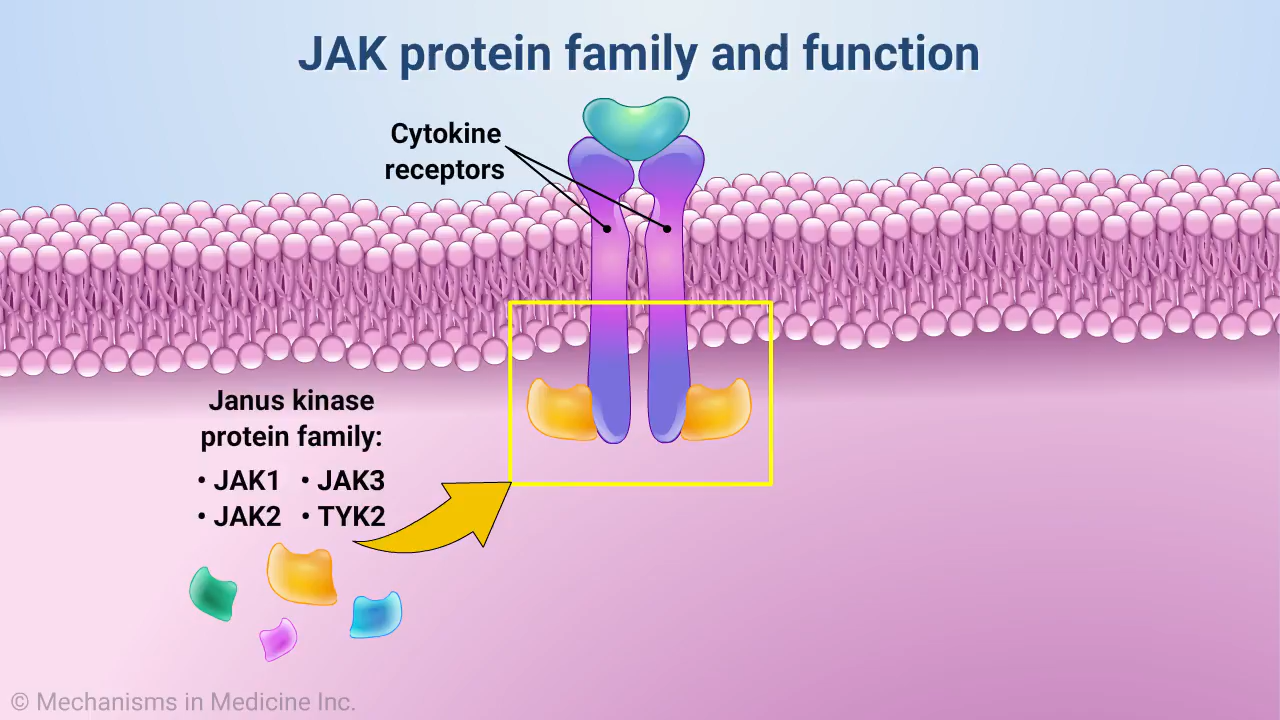 JAK protein family and function
Cytokine
receptors
Janus kinase
protein family:
• JAK1 • JAK3
• JAK2 • TYK2
© Mechanisms in Medicine Inc.